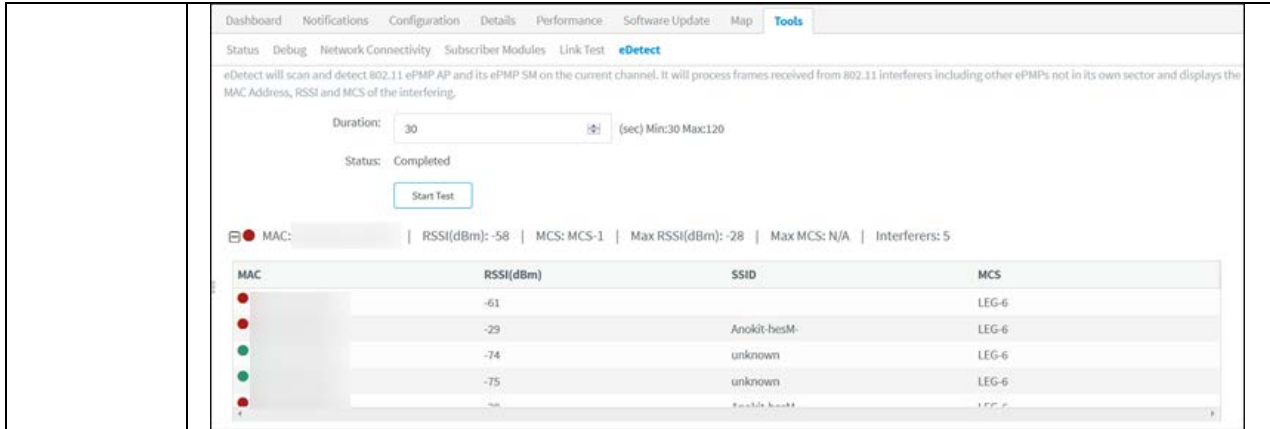 Dashboard Notifications Configuration Details Performance Software Update Map Tools
Status Debug Network Connectivity Subscriber Modules Link Test eDetect
eDetect will scan and detect 802.11 ePMP AP and its ePMP SM on the current channel. It will process frames received from 802.11 interferers including other ePMPs not in its own sector and displays the
MAC Address, RSSI and MCS of the interfering.
Duration: 30 (sec) Min:30 Max:120
Status: Completed
Start Test
MAC: | RSSI(dBm): -58 | MCS: MCS-1 | Max RSSI(dBm): -28 | Max MCS: N/A | Interferers: 5
MAC RSSI(dBm) SSID MCS
-61 LEG-6
-29 Anokit-hesM- LEG-6
-74 unknown LEG-6
-75 unknown LEG-6